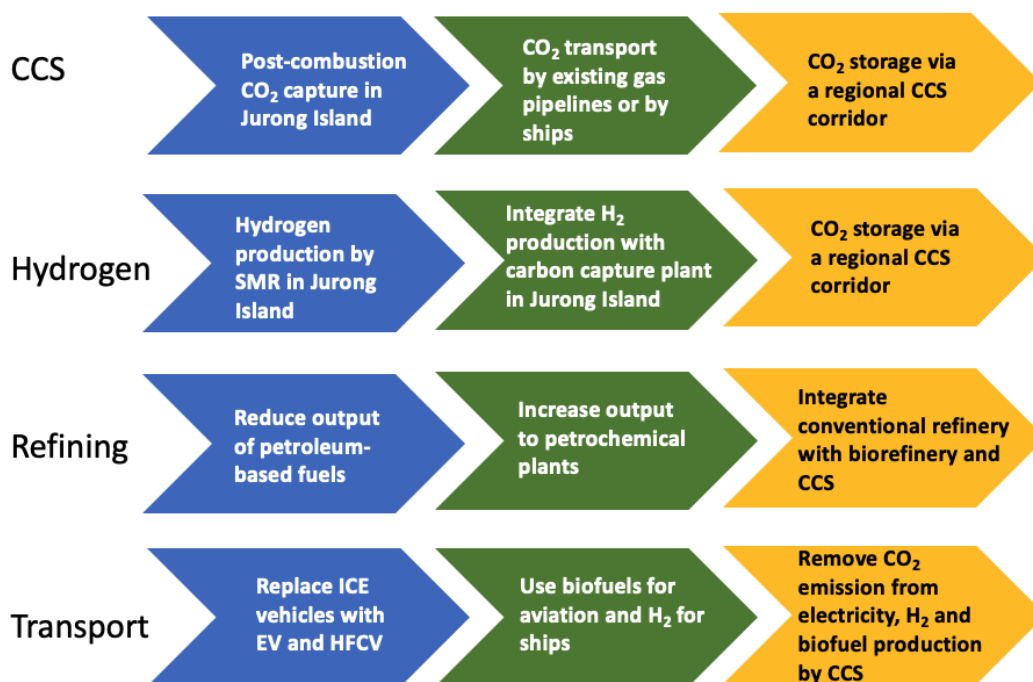 CCS
Post-combustion
CO₂ capture in
Jurong Island
CO₂ transport
by existing gas
pipelines or by
ships
CO₂ storage via
a regional CCS
corridor
Hydrogen
Hydrogen
production by
SMR in Jurong
Island
Integrate H₂
production with
carbon capture plant
in Jurong Island
CO₂ storage via
a regional CCS
corridor
Refining
Reduce output
of petroleum-
based fuels
Increase output
to petrochemical
plants
Integrate
conventional refinery
with biorefinery and
CCS
Transport
Replace ICE
vehicles with
EV and HFCV
Use biofuels for
aviation and H₂ for
ships
Remove CO₂
emission from
electricity, H₂ and
biofuel production
by CCS